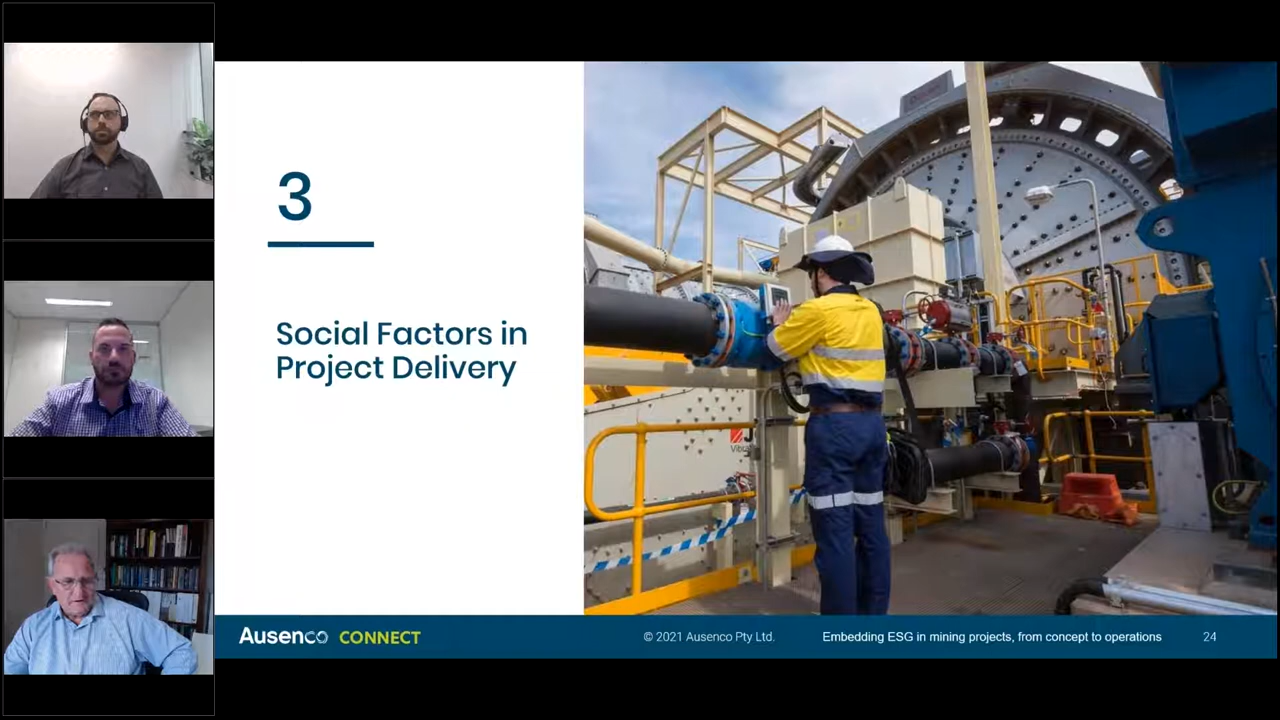 3
Social Factors in
Project Delivery
Ausenco CONNECT
© 2021 Ausenco Pty Ltd.
Embedding ESG in mining projects, from concept to operations
24